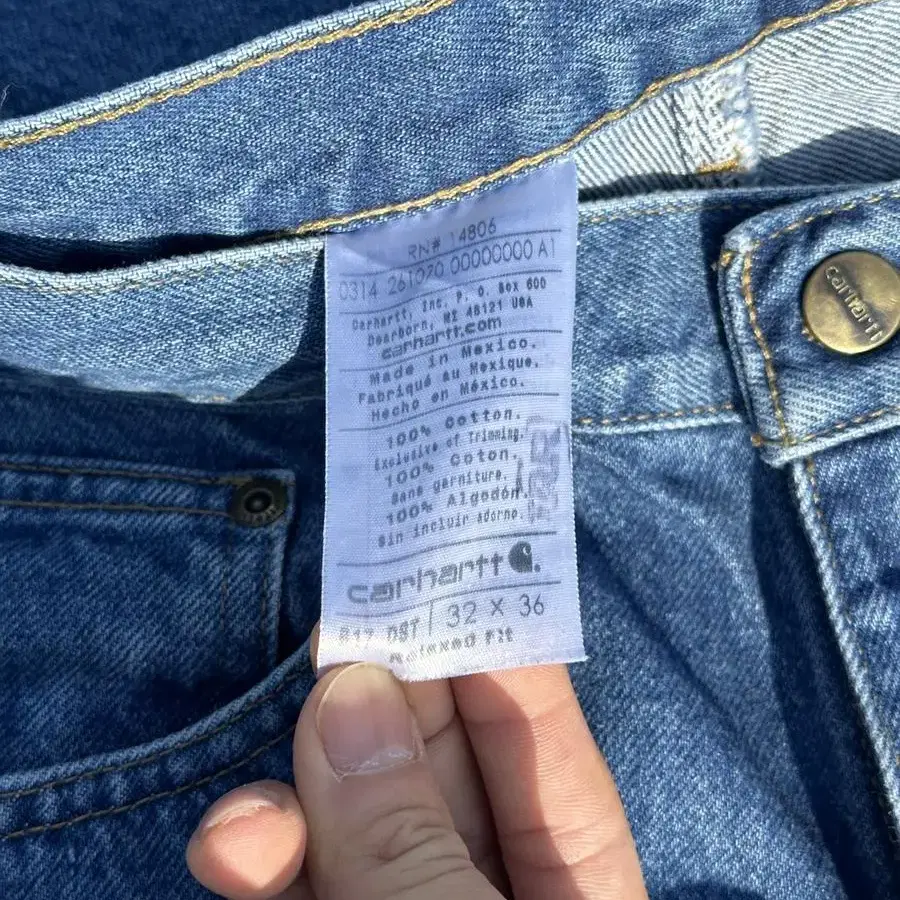 RN# 14806
0314 261020 00000000 A1
Carhartt, Inc. P. O. Box 600
Dearborn, MI 48121 USA
carhartt.com
Made in Mexico.
Fabriqué au Mexique.
Hecho en México.
100% Cotton.
Exclusive of Trimming.
100% Coton.
Sans garniture.
100% Algodón.
Sin incluir adorno.
carhartt
B17 DST 32 X 36
Relaxed Fit
carhartt